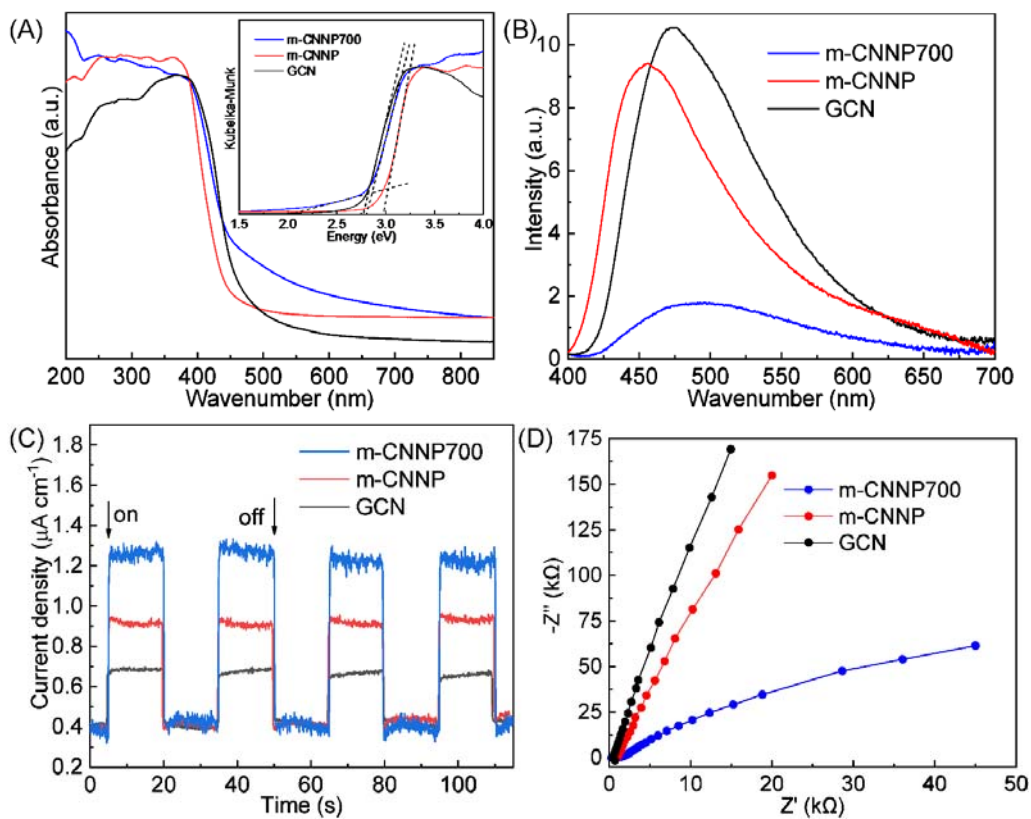 (A)
m-CNNP700
m-CNNP
GCN
Kubelka-Munk
1.5 2.0 2.5 3.0 3.5 4.0
Energy (eV)
Absorbance (a.u.)
200 300 400 500 600 700 800
Wavenumber (nm)
(B)
10
8
6
4
2
0
m-CNNP700
m-CNNP
GCN
Intensity (a.u.)
400 450 500 550 600 650 700
Wavenumber (nm)
(C)
1.8
1.6
1.4
1.2
1.0
0.8
0.6
0.4
0.2
m-CNNP700
m-CNNP
GCN
on
off
Current density (μA cm⁻¹)
0 20 40 60 80 100
Time (s)
(D)
175
150
125
100
75
50
25
0
m-CNNP700
m-CNNP
GCN
-Z'' (kΩ)
0 10 20 30 40 50
Z' (kΩ)